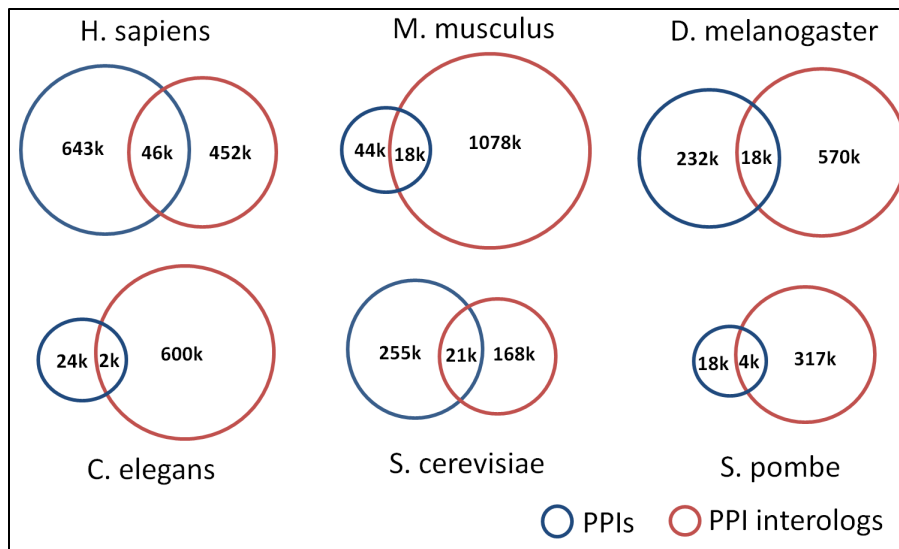 H. sapiens
M. musculus
D. melanogaster
643k
46k
452k
44k
18k
1078k
232k
18k
570k
24k
2k
600k
255k
21k
168k
18k
4k
317k
C. elegans
S. cerevisiae
S. pombe
PPIs
PPI interologs